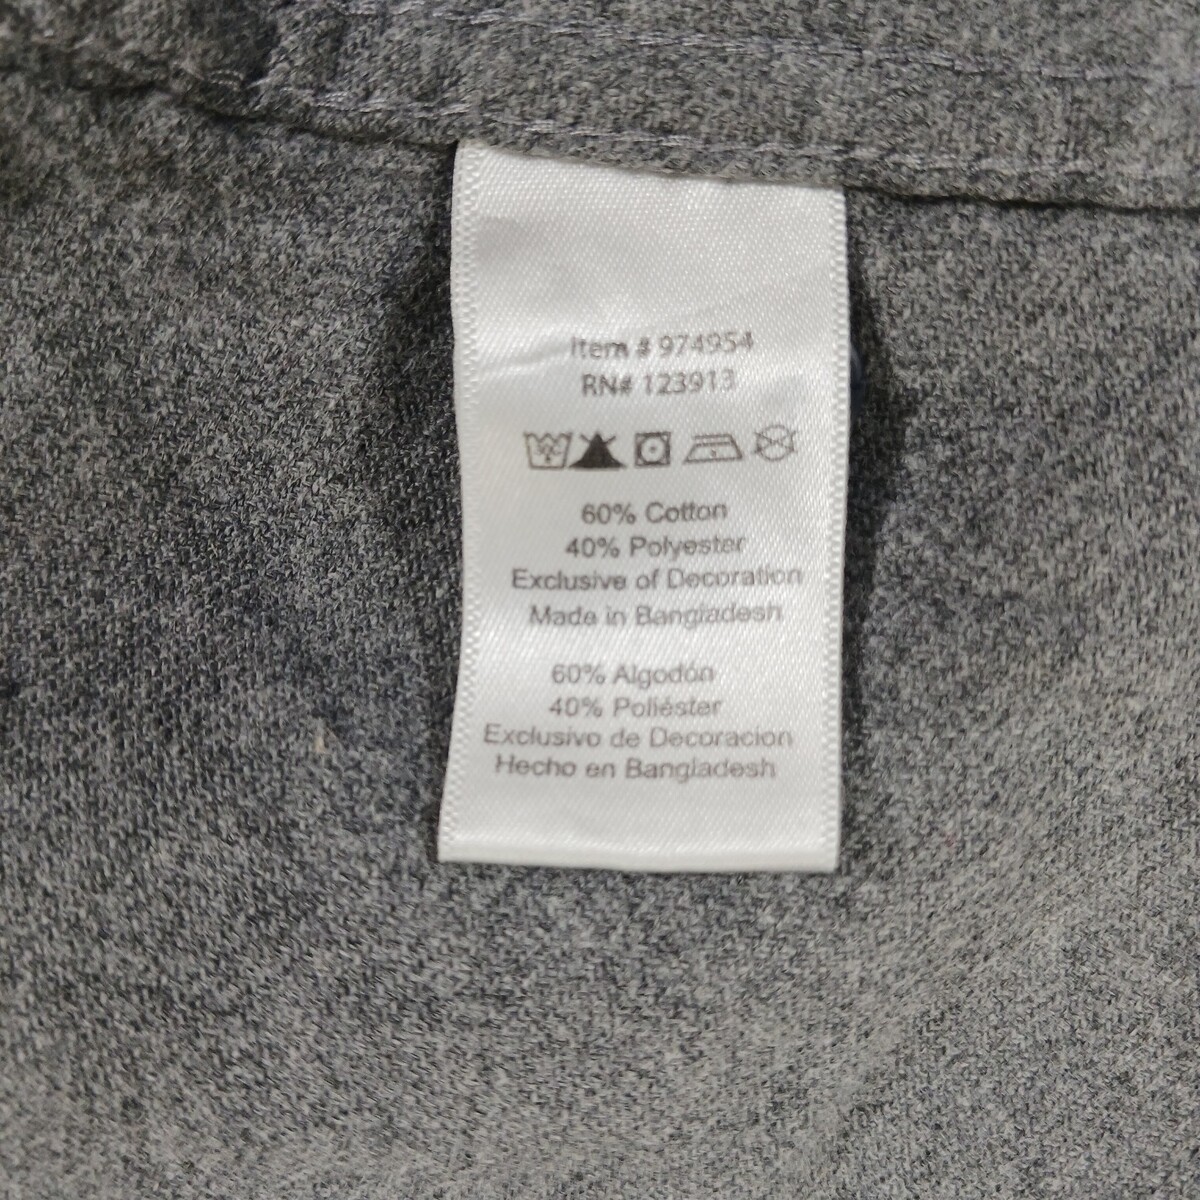 Item # 974954
RN# 123913
60% Cotton
40% Polyester
Exclusive of Decoration
Made in Bangladesh
60% Algodón
40% Poliéster
Exclusivo de Decoracion
Hecho en Bangladesh